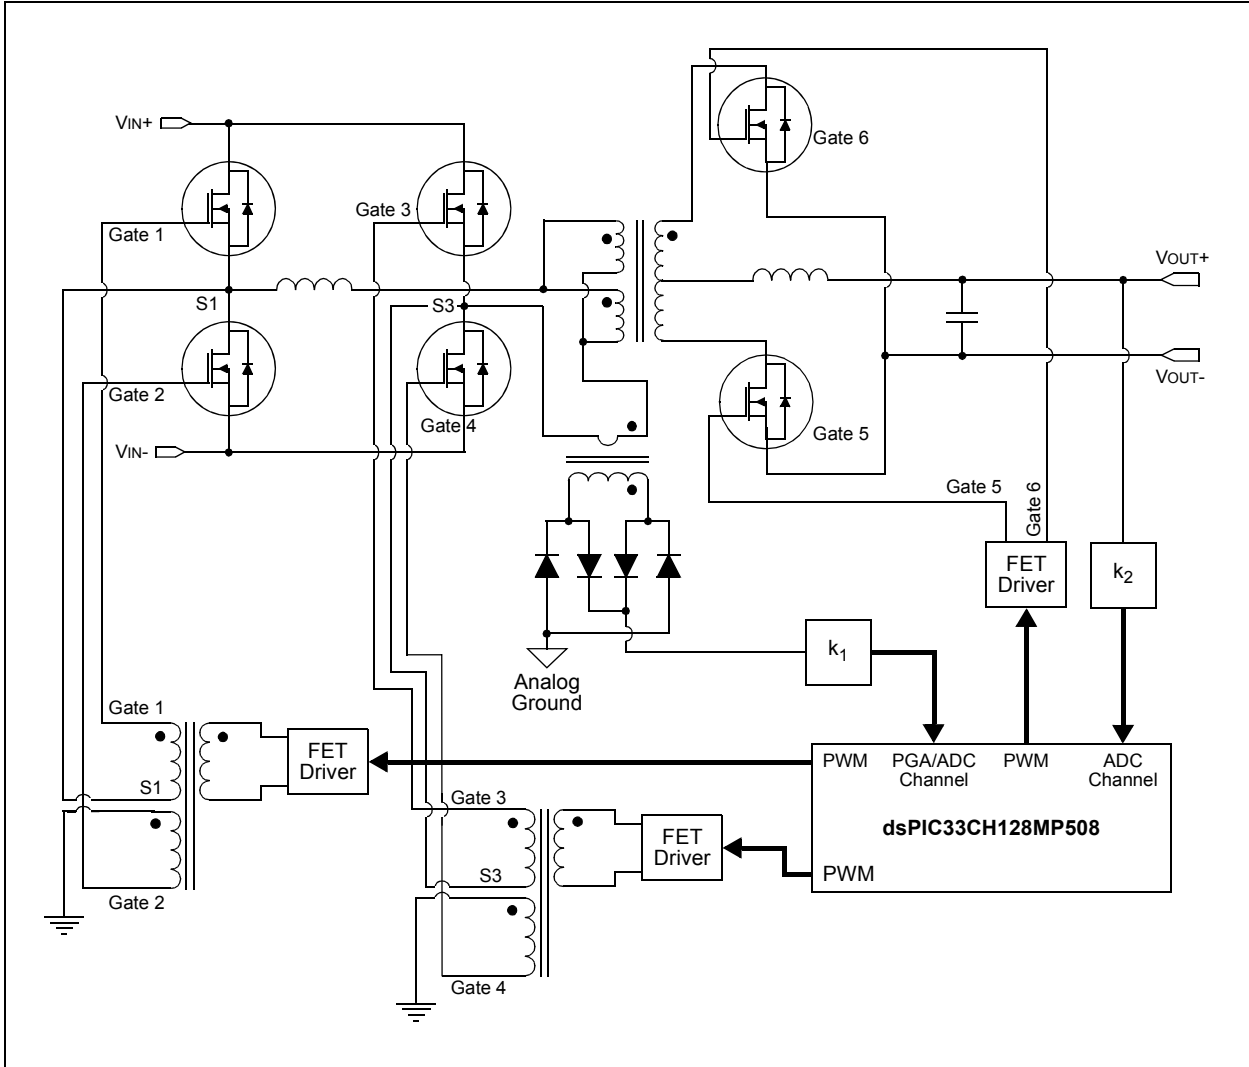 VIN+
Gate 6
Gate 3
Gate 1
VOUT+
S1
S3
VOUT-
Gate 2
Gate 4
Gate 5
VIN-
Gate 5
Gate 6
FET
Driver
k2
k1
Analog
Ground
Gate 1
FET
Driver
PWM
PGA/ADC
Channel
PWM
ADC
Channel
S1
Gate 3
dsPIC33CH128MP508
FET
Driver
S3
PWM
Gate 2
Gate 4